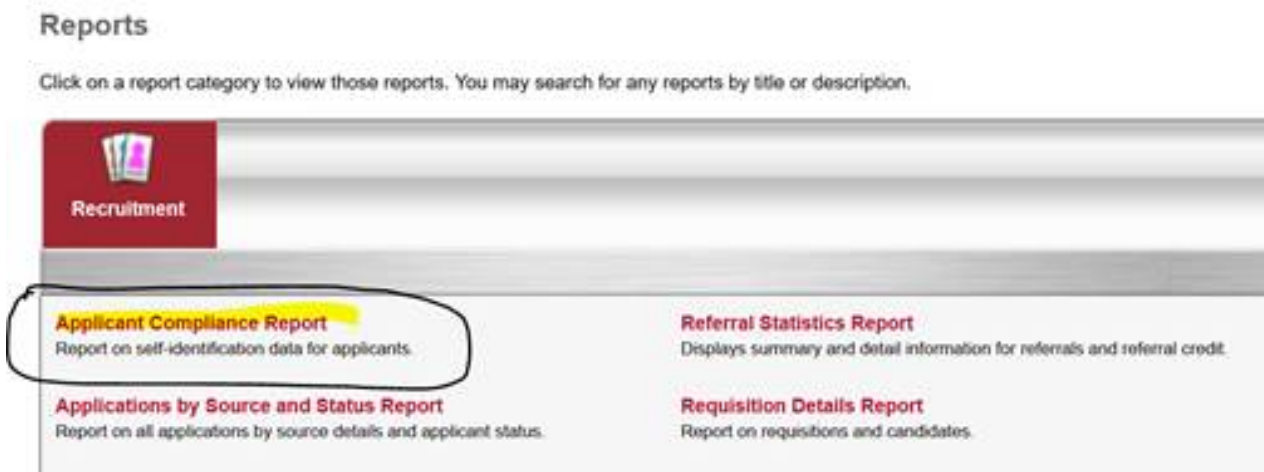 Reports
Click on a report category to view those reports. You may search for any reports by title or description.
Recruitment
Applicant Compliance Report
Report on self-identification data for applicants.
Referral Statistics Report
Displays summary and detail information for referrals and referral credit.
Applications by Source and Status Report
Report on all applications by source details and applicant status.
Requisition Details Report
Report on requisitions and candidates.